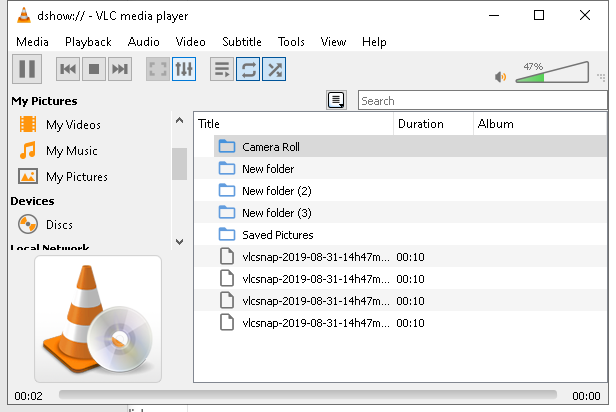 dshow:// - VLC media player
Media Playback Audio Video Subtitle Tools View Help
47%
My Pictures
Search
My Videos
Title Duration Album
My Music
Camera Roll
New folder
My Pictures
New folder (2)
Devices
New folder (3)
Discs
Saved Pictures
Local Network
vlcsnap-2019-08-31-14h47m... 00:10
vlcsnap-2019-08-31-14h47m... 00:10
vlcsnap-2019-08-31-14h47m... 00:10
vlcsnap-2019-08-31-14h47m... 00:10
00:02 00:00